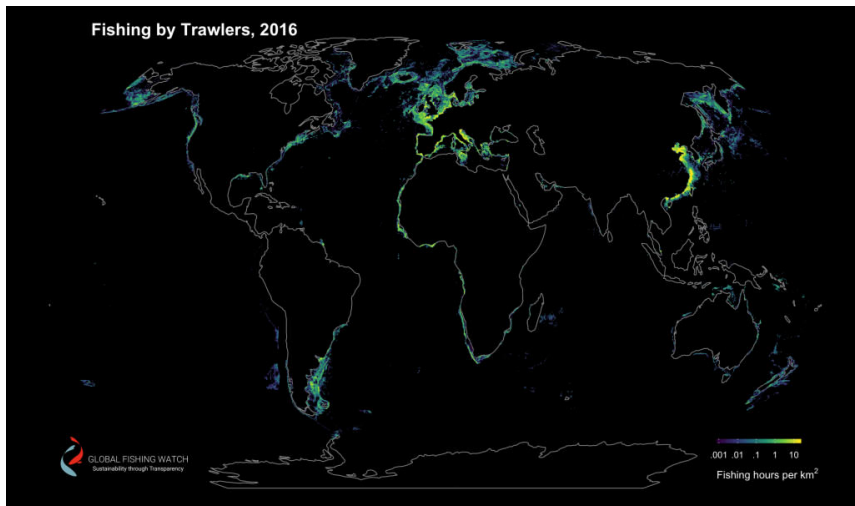 Fishing by Trawlers, 2016
GLOBAL FISHING WATCH
Sustainability through Transparency
.001 .01 .1 1 10
Fishing hours per km²